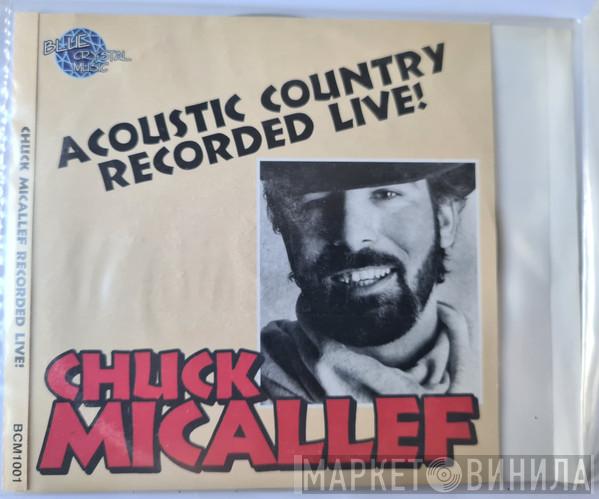 BLUE
CRYSTAL
MUSIC
ACOUSTIC COUNTRY
RECORDED LIVE!
CHUCK
MICALLEF
CHUCK MICALLEF RECORDED LIVE!
BCM1001
МАРКЕТ ВИНИЛА